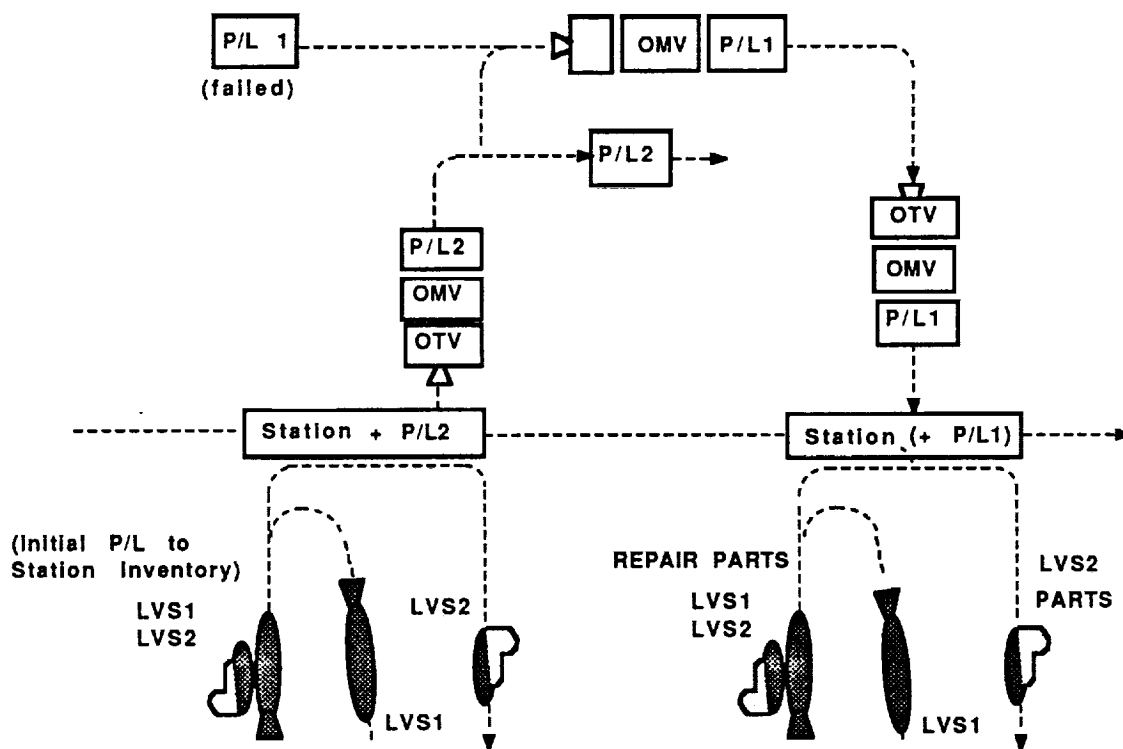 P/L 1
(failed)
OMV
P/L1
P/L2
P/L2
OMV
OTV
OTV
OMV
P/L1
Station + P/L2
Station (+ P/L1)
(Initial P/L to
Station Inventory)
LVS1
LVS2
LVS2
LVS1
REPAIR PARTS
LVS1
LVS2
LVS2
PARTS
LVS1